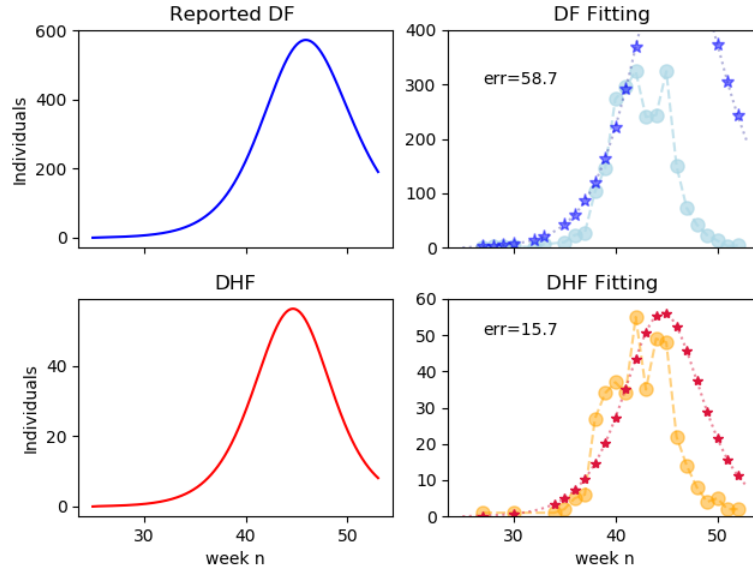 Reported DF
DF Fitting
600
400
200
0
Individuals
400
300
200
100
0
err=58.7
DHF
DHF Fitting
40
20
0
Individuals
30
40
50
week n
60
50
40
30
20
10
0
err=15.7
30
40
50
week n